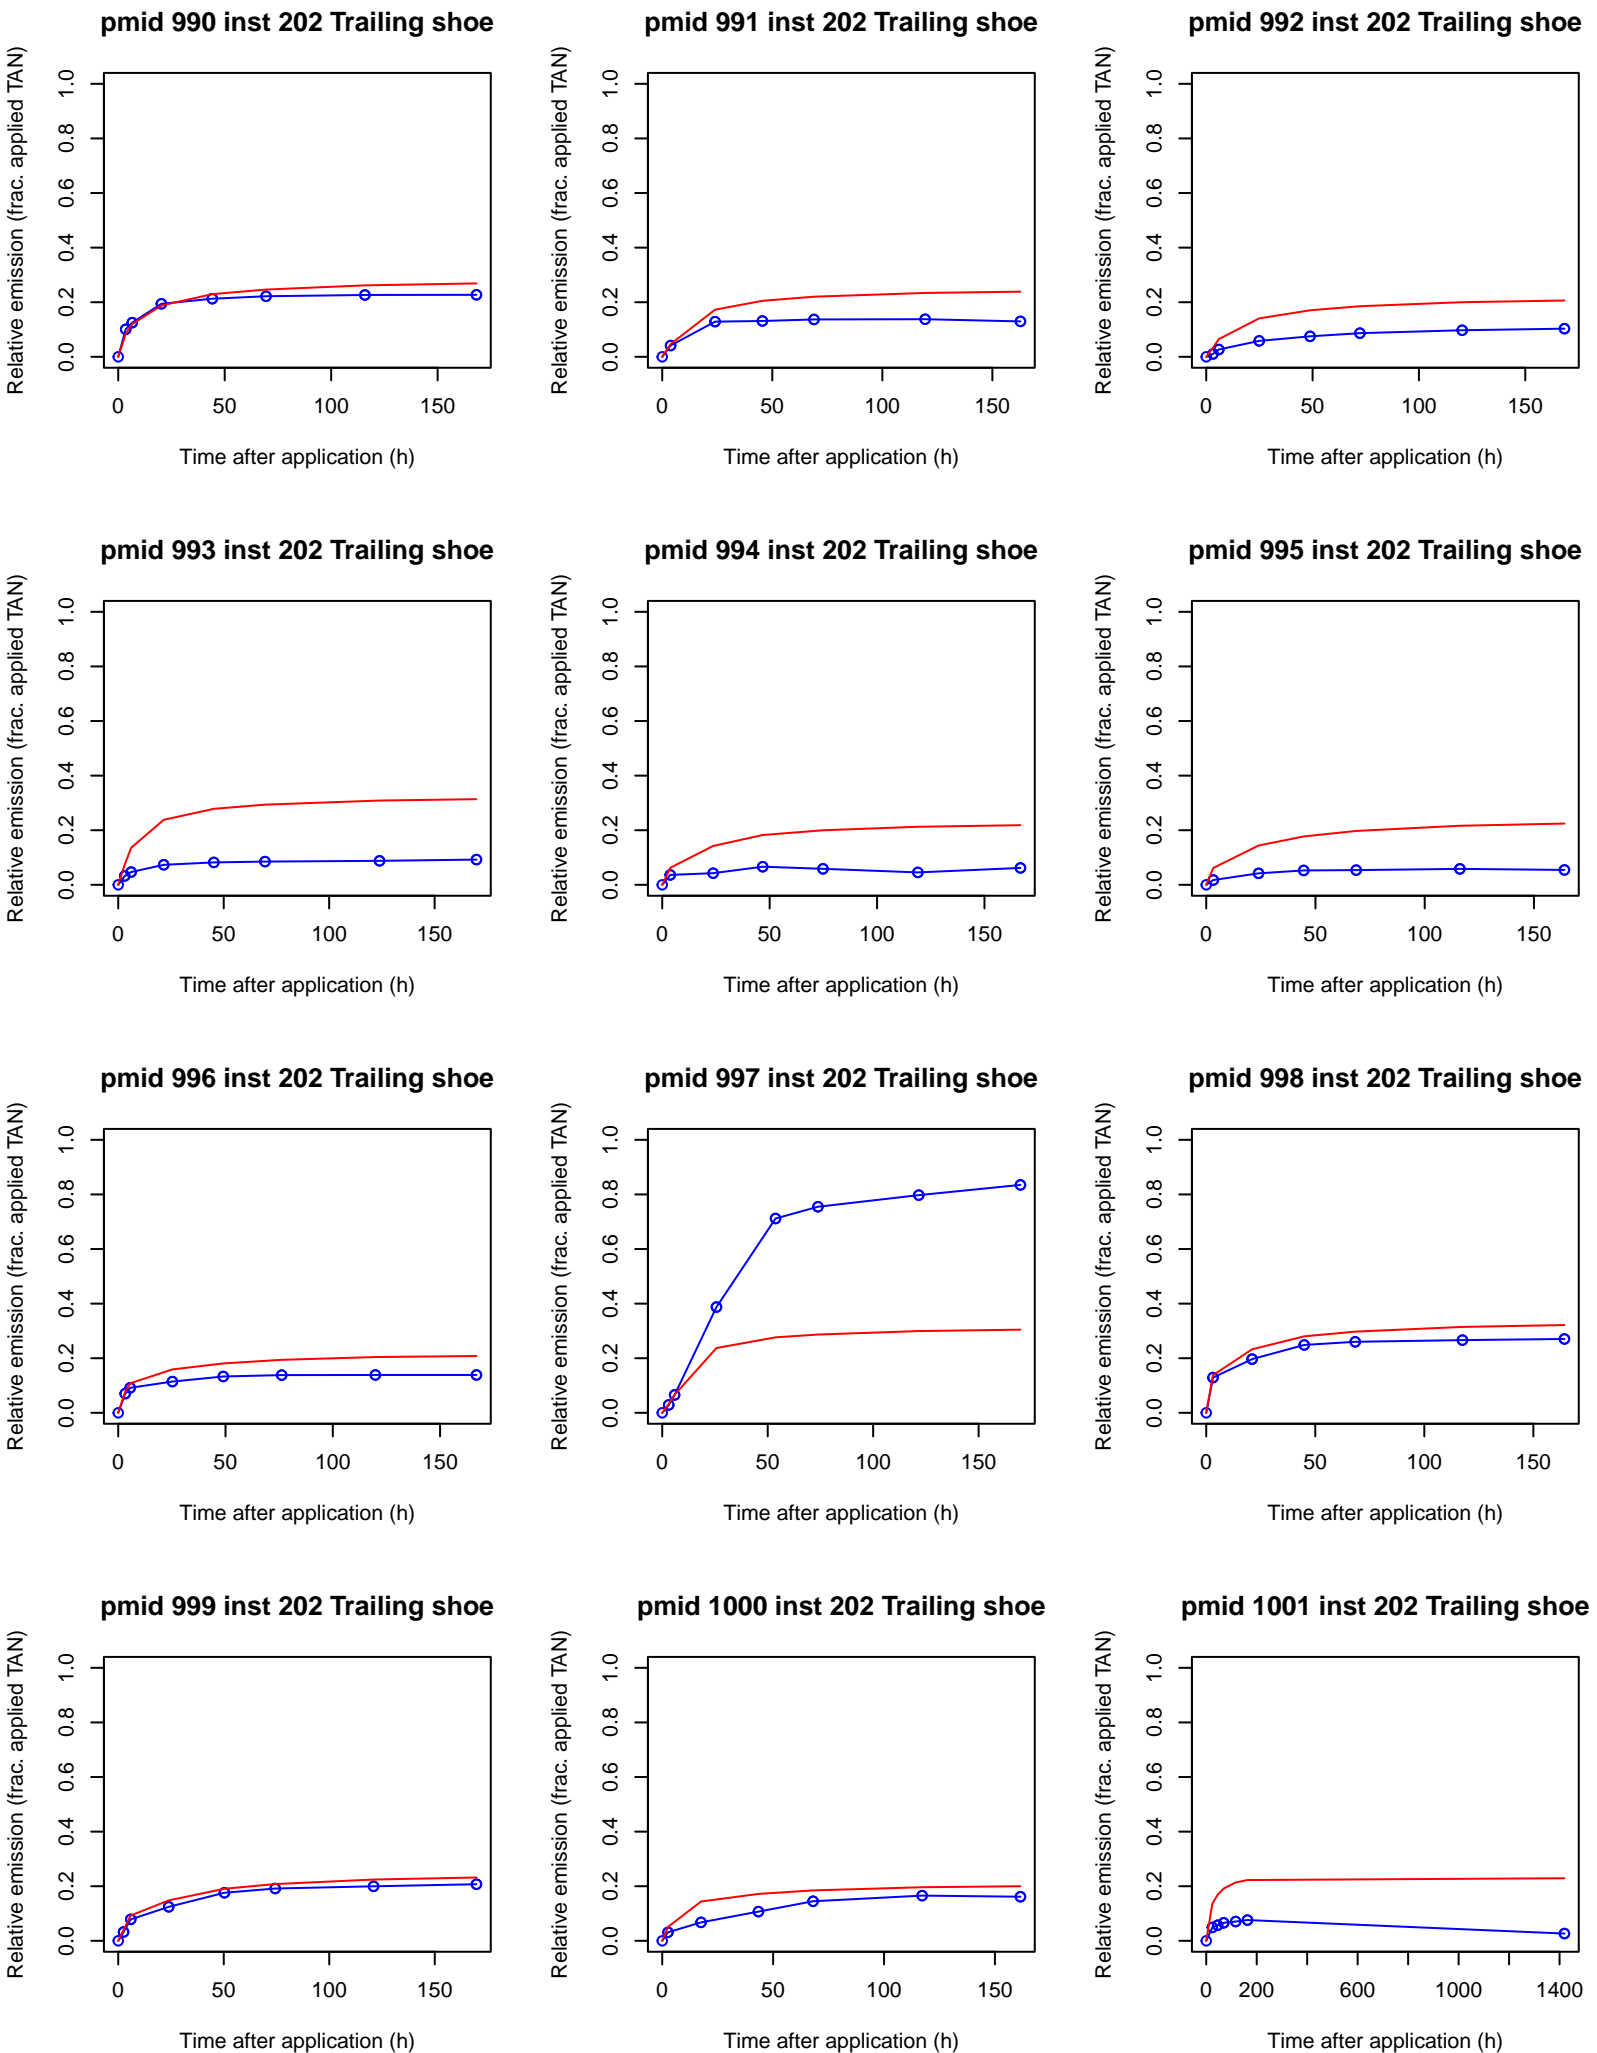 pmid 990 inst 202 Trailing shoe
Relative emission (frac. applied TAN)
1.0
0.8
0.6
0.4
0.2
0.0
0 50 100 150
Time after application (h)
pmid 991 inst 202 Trailing shoe
Relative emission (frac. applied TAN)
1.0
0.8
0.6
0.4
0.2
0.0
0 50 100 150
Time after application (h)
pmid 992 inst 202 Trailing shoe
Relative emission (frac. applied TAN)
1.0
0.8
0.6
0.4
0.2
0.0
0 50 100 150
Time after application (h)
pmid 993 inst 202 Trailing shoe
Relative emission (frac. applied TAN)
1.0
0.8
0.6
0.4
0.2
0.0
0 50 100 150
Time after application (h)
pmid 994 inst 202 Trailing shoe
Relative emission (frac. applied TAN)
1.0
0.8
0.6
0.4
0.2
0.0
0 50 100 150
Time after application (h)
pmid 995 inst 202 Trailing shoe
Relative emission (frac. applied TAN)
1.0
0.8
0.6
0.4
0.2
0.0
0 50 100 150
Time after application (h)
pmid 996 inst 202 Trailing shoe
Relative emission (frac. applied TAN)
1.0
0.8
0.6
0.4
0.2
0.0
0 50 100 150
Time after application (h)
pmid 997 inst 202 Trailing shoe
Relative emission (frac. applied TAN)
1.0
0.8
0.6
0.4
0.2
0.0
0 50 100 150
Time after application (h)
pmid 998 inst 202 Trailing shoe
Relative emission (frac. applied TAN)
1.0
0.8
0.6
0.4
0.2
0.0
0 50 100 150
Time after application (h)
pmid 999 inst 202 Trailing shoe
Relative emission (frac. applied TAN)
1.0
0.8
0.6
0.4
0.2
0.0
0 50 100 150
Time after application (h)
pmid 1000 inst 202 Trailing shoe
Relative emission (frac. applied TAN)
1.0
0.8
0.6
0.4
0.2
0.0
0 50 100 150
Time after application (h)
pmid 1001 inst 202 Trailing shoe
Relative emission (frac. applied TAN)
1.0
0.8
0.6
0.4
0.2
0.0
0 200 600 1000 1400
Time after application (h)